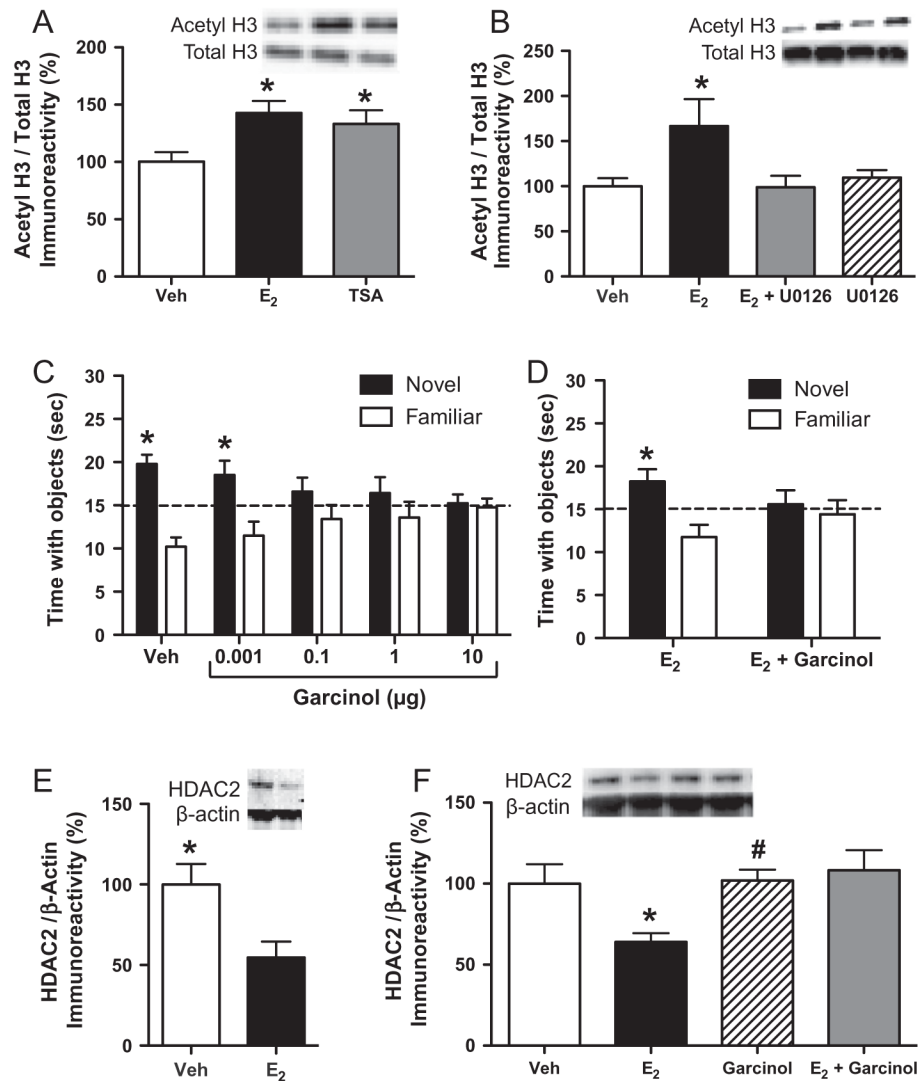 A
Acetyl H3
Total H3
Acetyl H3 / Total H3
Immunoreactivity (%)
200
150
100
50
0
*
*
Veh
E₂
TSA
B
Acetyl H3
Total H3
Acetyl H3 / Total H3
Immunoreactivity (%)
250
200
150
100
50
0
*
Veh
E₂
E₂ + U0126
U0126
C
Novel
Familiar
Time with objects (sec)
30
25
20
15
10
5
0
*
*
Veh
0.001
0.1
1
10
Garcinol (μg)
D
Novel
Familiar
Time with objects (sec)
30
25
20
15
10
5
0
*
E₂
E₂ + Garcinol
E
HDAC2
β-actin
HDAC2 /β-Actin
Immunoreactivity (%)
150
100
50
0
*
Veh
E₂
F
HDAC2
β-actin
HDAC2 /β-Actin
Immunoreactivity (%)
150
100
50
0
*
#
Veh
E₂
Garcinol
E₂ + Garcinol